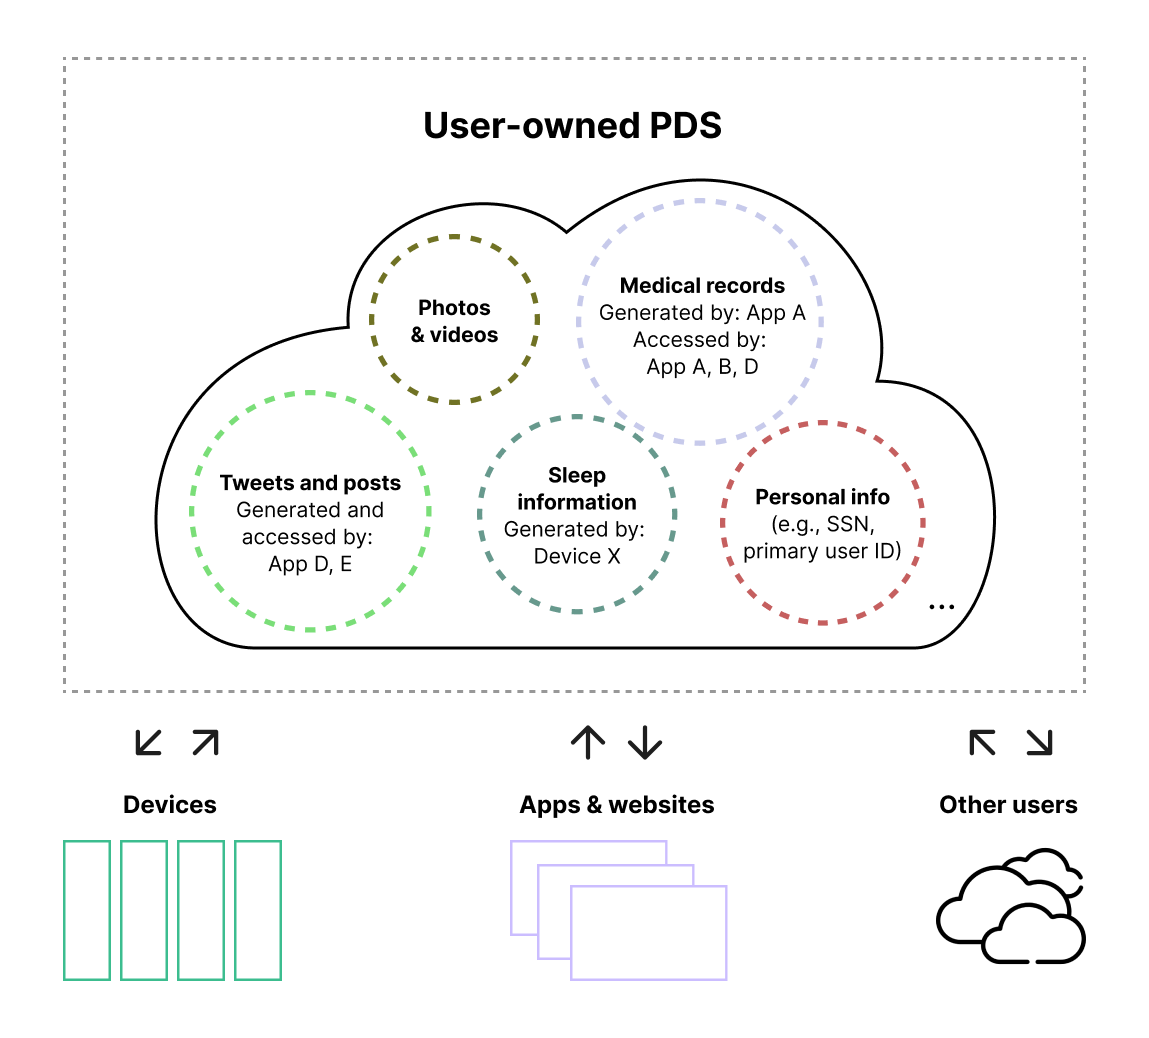 User-owned PDS
Photos
& videos
Medical records
Generated by: App A
Accessed by:
App A, B, D
Tweets and posts
Generated and
accessed by:
App D, E
Sleep
information
Generated by:
Device X
Personal info
(e.g., SSN,
primary user ID)
...
Devices
Apps & websites
Other users